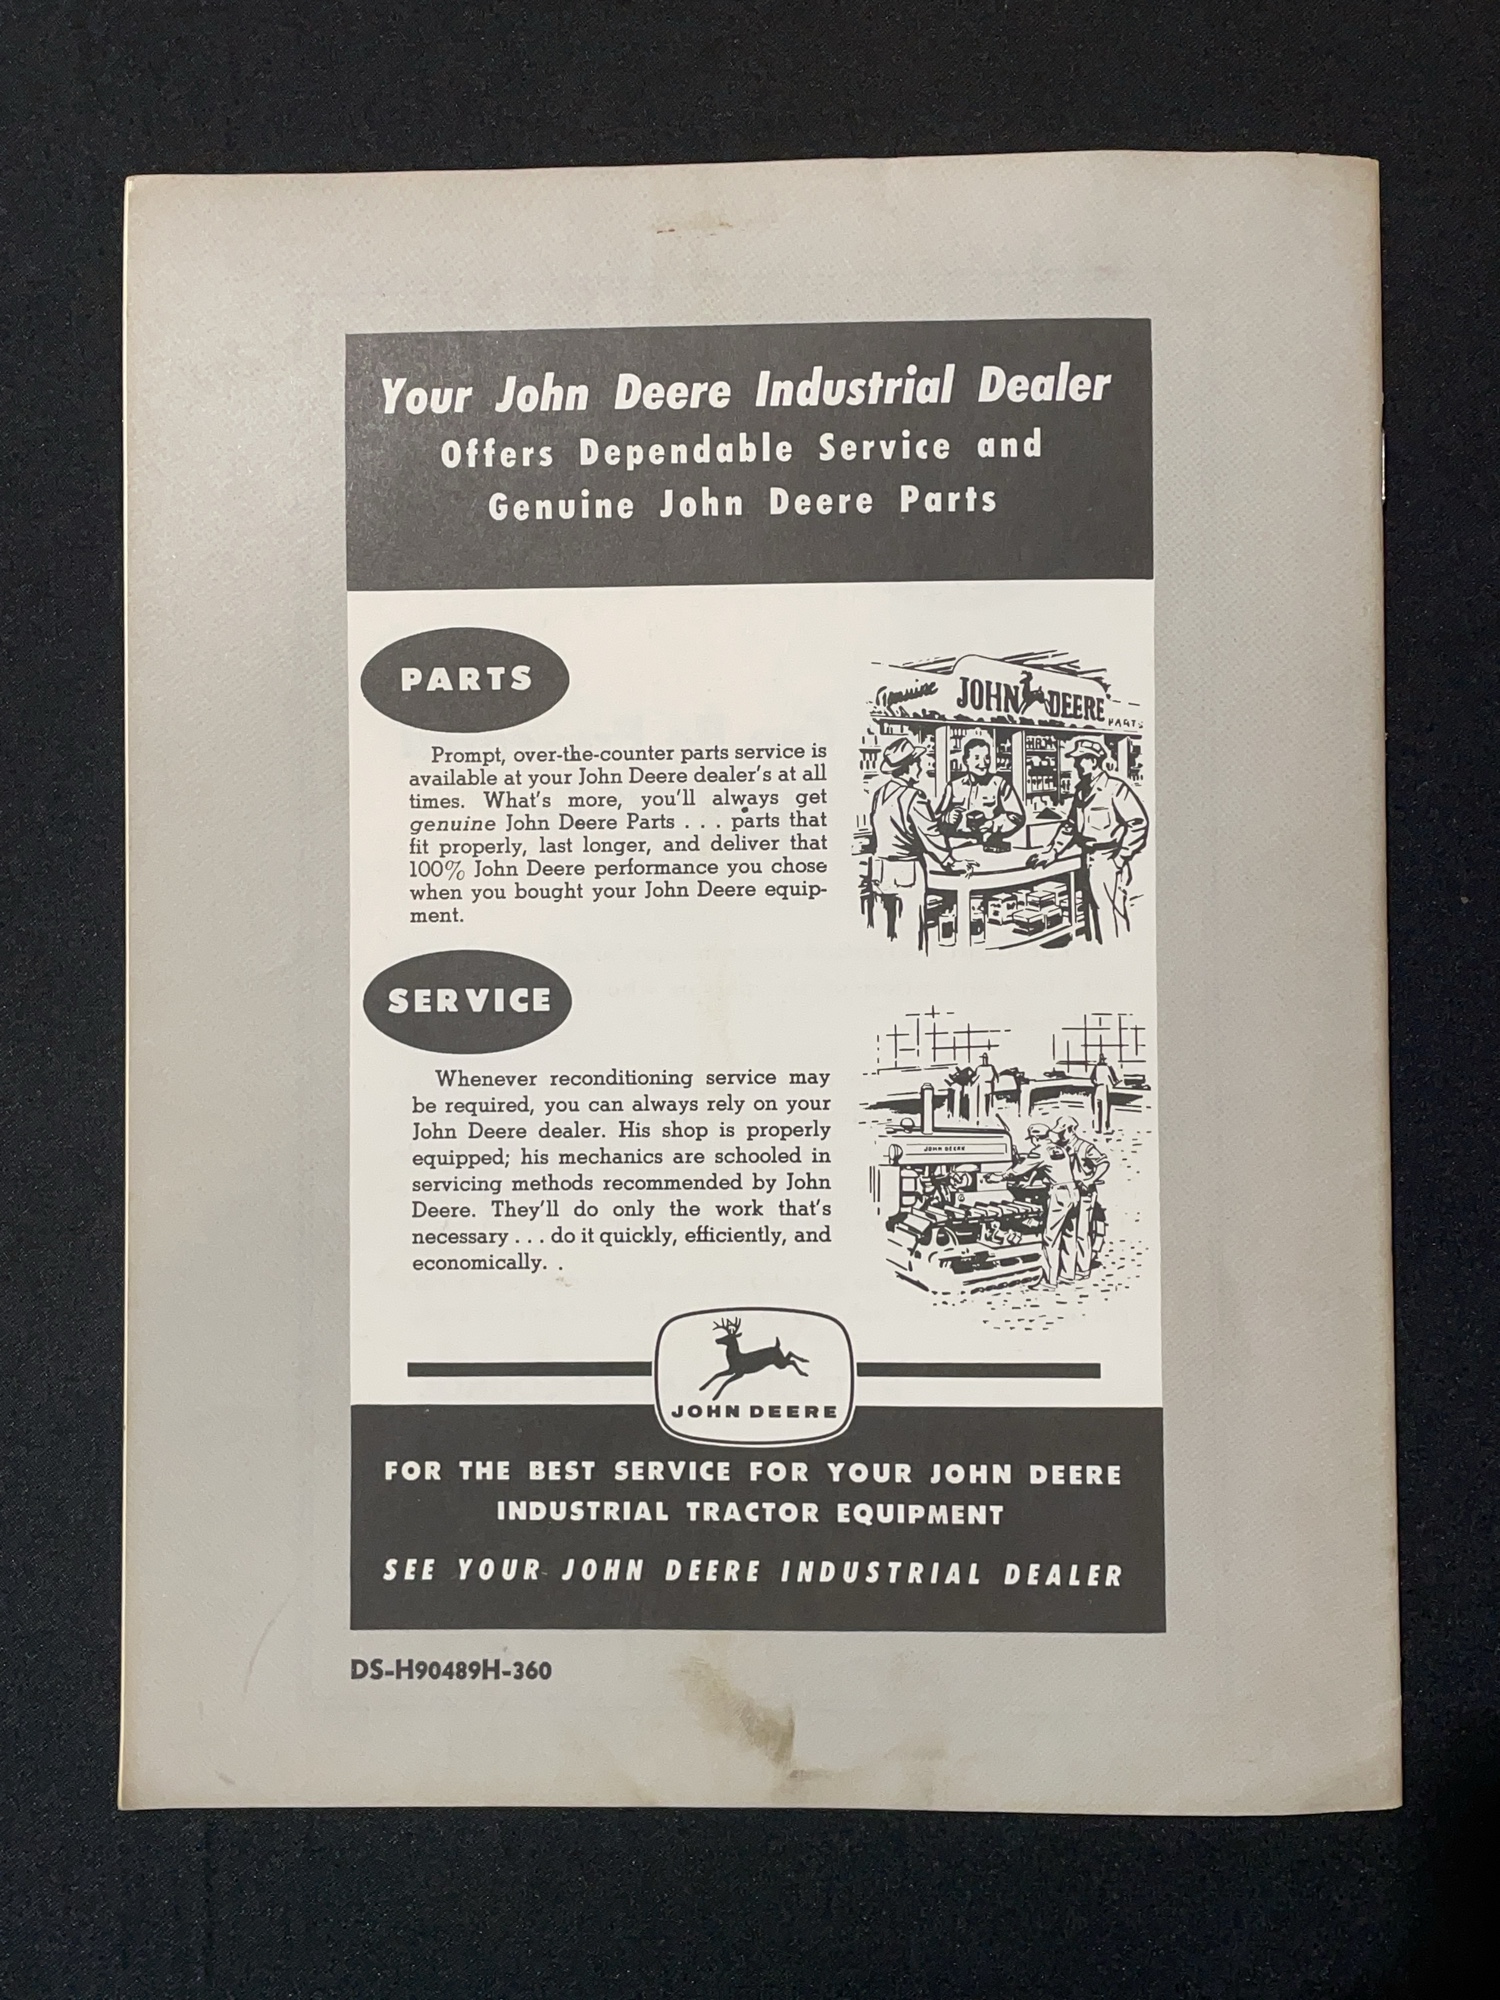 Your John Deere Industrial Dealer
Offers Dependable Service and
Genuine John Deere Parts
PARTS
Prompt, over-the-counter parts service is
available at your John Deere dealer's at all
times. What's more, you'll always get
genuine John Deere Parts . . . parts that
fit properly, last longer, and deliver that
100% John Deere performance you chose
when you bought your John Deere equip-
ment.
Genuine JOHN DEERE PARTS
SERVICE
Whenever reconditioning service may
be required, you can always rely on your
John Deere dealer. His shop is properly
equipped; his mechanics are schooled in
servicing methods recommended by John
Deere. They'll do only the work that's
necessary . . . do it quickly, efficiently, and
economically. .
JOHN DEERE
JOHN DEERE
FOR THE BEST SERVICE FOR YOUR JOHN DEERE
INDUSTRIAL TRACTOR EQUIPMENT
SEE YOUR JOHN DEERE INDUSTRIAL DEALER
DS-H90489H-360